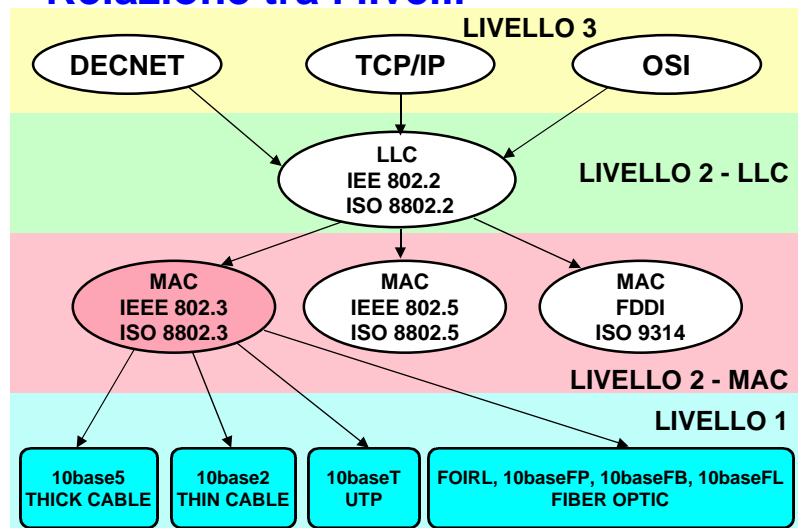 LIVELLO 3
DECNET
TCP/IP
OSI
LLC
IEE 802.2
ISO 8802.2
LIVELLO 2 - LLC
MAC
IEEE 802.3
ISO 8802.3
MAC
IEEE 802.5
ISO 8802.5
MAC
FDDI
ISO 9314
LIVELLO 2 - MAC
LIVELLO 1
10base5
THICK CABLE
10base2
THIN CABLE
10baseT
UTP
FOIRL, 10baseFP, 10baseFB, 10baseFL
FIBER OPTIC